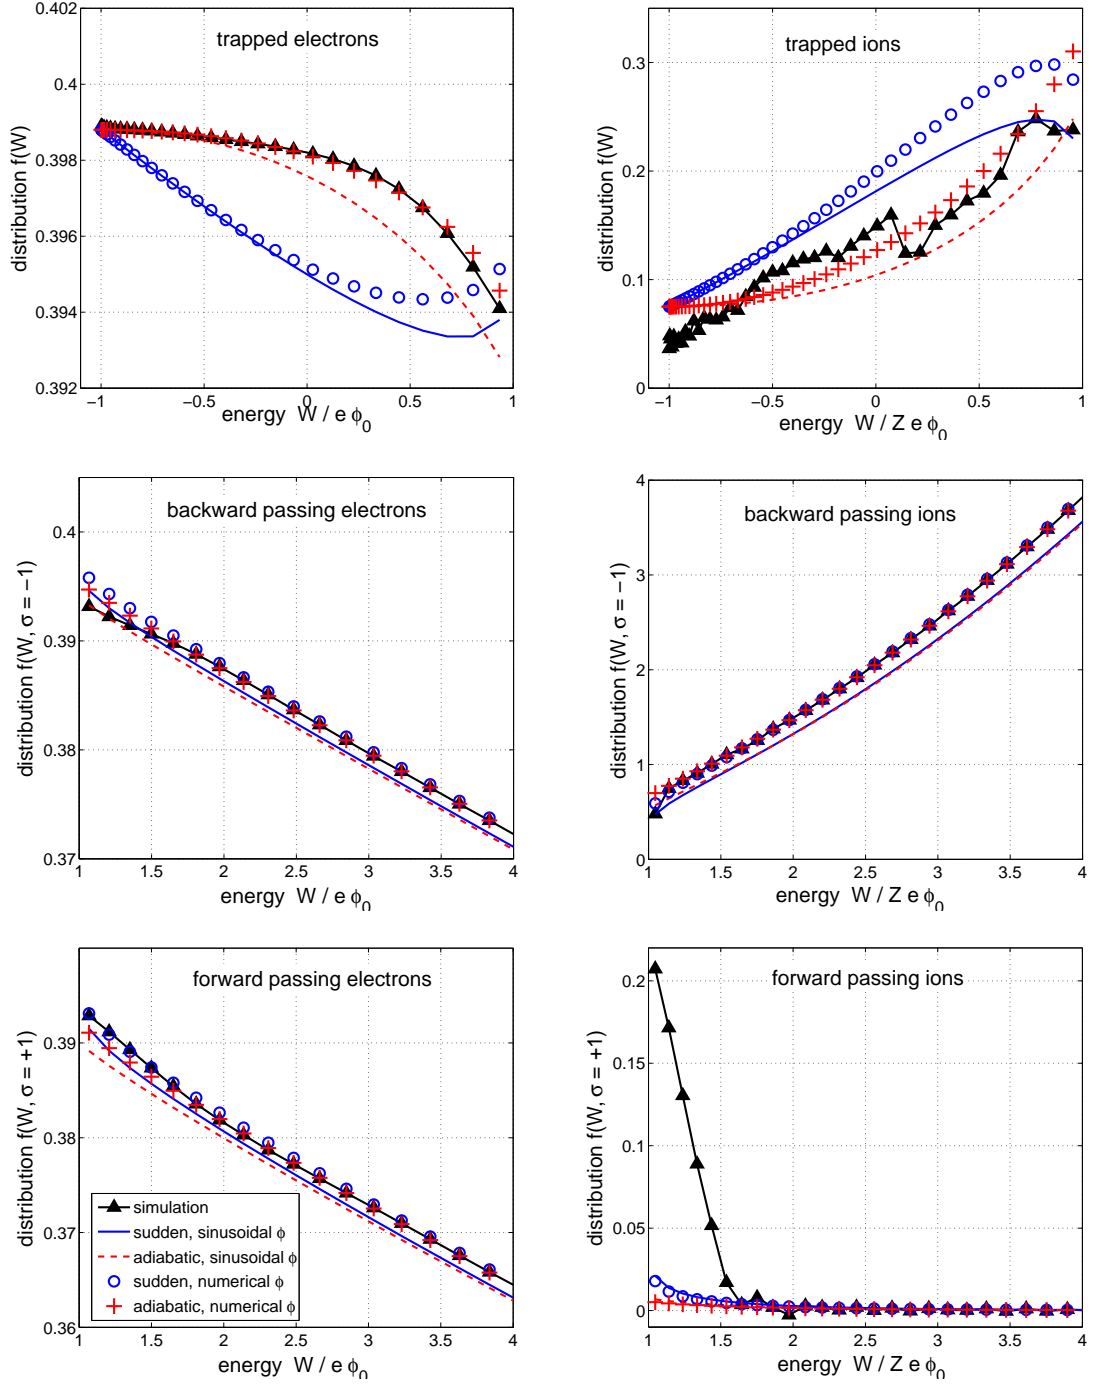 trapped electrons
distribution f(W)
0.402
0.4
0.398
0.396
0.394
0.392
−1
−0.5
0
0.5
1
energy W / e ϕ0
trapped ions
distribution f(W)
0.3
0.2
0.1
0
−1
−0.5
0
0.5
1
energy W / Z e ϕ0
backward passing electrons
distribution f(W, σ = −1)
0.4
0.39
0.38
0.37
1
1.5
2
2.5
3
3.5
4
energy W / e ϕ0
backward passing ions
distribution f(W, σ = −1)
4
3
2
1
0
1
1.5
2
2.5
3
3.5
4
energy W / Z e ϕ0
forward passing electrons
distribution f(W, σ = +1)
0.39
0.38
0.37
0.36
simulation
sudden, sinusoidal ϕ
adiabatic, sinusoidal ϕ
sudden, numerical ϕ
adiabatic, numerical ϕ
1
1.5
2
2.5
3
3.5
4
energy W / e ϕ0
forward passing ions
distribution f(W, σ = +1)
0.2
0.15
0.1
0.05
0
1
1.5
2
2.5
3
3.5
4
energy W / Z e ϕ0